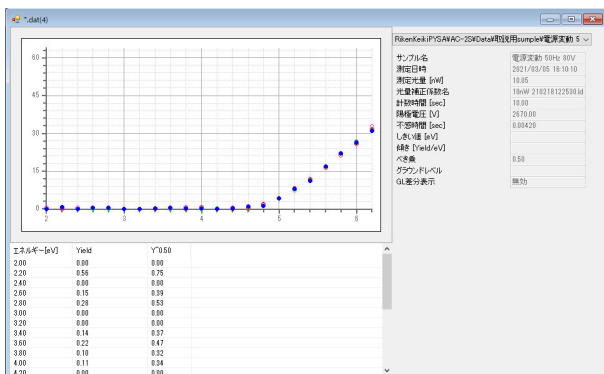 *.dat(4)
RikenKeikiPYSA¥AC-2S¥Data¥取説用sumple¥電源変動 5
60
45
30
15
0
2 3 4 5 6
サンプル名 電源変動 50Hz 80V
測定日時 2021/03/05 16:10:10
測定光量 [nW] 10.05
光量補正係数名 10nW 210218122530.ld
計数時間 [sec] 10.00
陽極電圧 [V] 2670.00
不感時間 [sec] 0.00420
しきい値 [eV]
傾き [Yield/eV]
べき乗 0.50
グラウンドレベル
GL差分表示 無効
エネルギー[eV] Yield Y^0.50
2.00 0.00 0.00
2.20 0.56 0.75
2.40 0.00 0.00
2.60 0.15 0.39
2.80 0.28 0.53
3.00 0.00 0.00
3.20 0.00 0.00
3.40 0.14 0.37
3.60 0.22 0.47
3.80 0.10 0.32
4.00 0.11 0.34
4.20 0.00 0.00